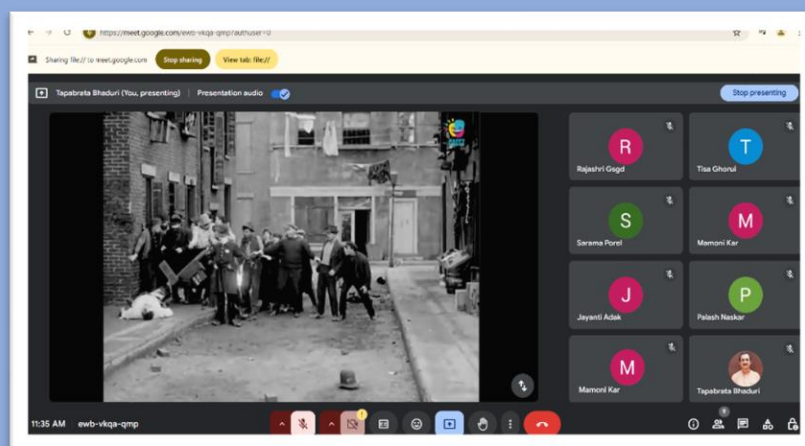 https://meet.google.com/ewb-vkqa-qmp?authuser=0
Sharing file:// to meet.google.com Stop sharing View tab: file://
Tapabrata Bhaduri (You, presenting) Presentation audio Stop presenting
HAPPY
R
Rajashri Gsgd
T
Tisa Ghorui
S
Sarama Porel
M
Mamoni Kar
J
Jayanti Adak
P
Palash Naskar
M
Mamoni Kar
Tapabrata Bhaduri
11:35 AM ewb-vkqa-qmp